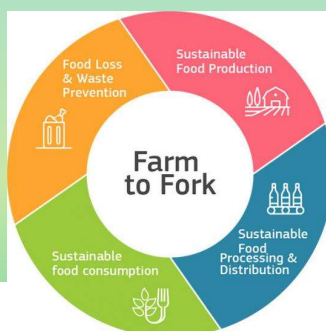 Food Loss
& Waste
Prevention
Sustainable
Food Production
Farm
to Fork
Sustainable
food consumption
Sustainable
Food
Processing &
Distribution